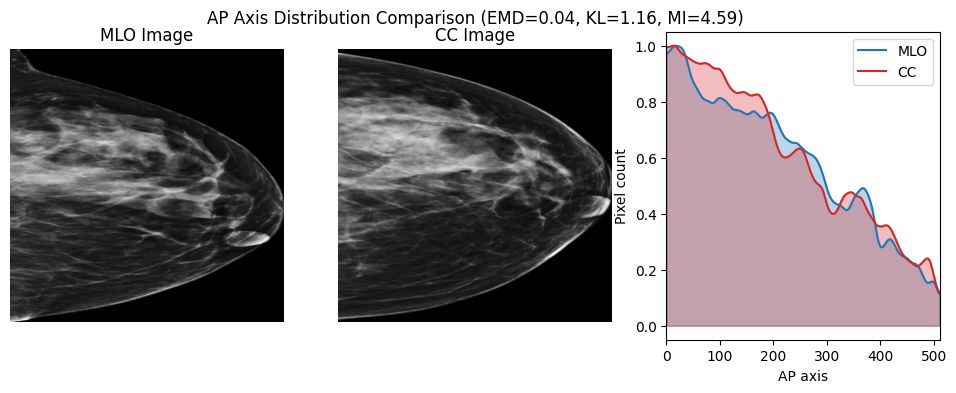 AP Axis Distribution Comparison (EMD=0.04, KL=1.16, MI=4.59)
MLO Image
CC Image
MLO
CC
Pixel count
1.0
0.8
0.6
0.4
0.2
0.0
0 100 200 300 400 500
AP axis